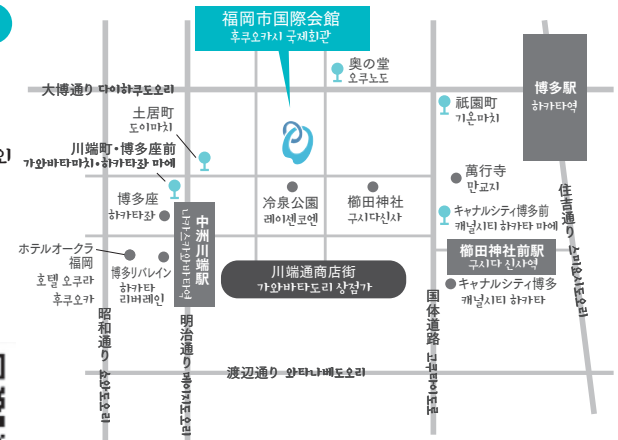 福岡市国際会館
후쿠오카시 국제회관
奥の堂
오쿠노도
大博通り 다이하쿠도오리
博多駅
하카타역
祇園町
기온마치
土居町
도이마치
川端町・博多座前
가와바타마치・하카타좌 마에
萬行寺
만교지
博多座
하카타좌
冷泉公園
레이센코엔
櫛田神社
구시다신사
キャナルシティ博多前
캐널시티 하카타 마에
住吉通り 스미요시도오리
中洲川端駅
나카스카와바타역
ホテルオークラ
福岡
호텔 오쿠라
후쿠오카
博多リバレイン
하카타
리버레인
川端通商店街
가와바타도리 상점가
櫛田神社前駅
구시다 신사역
キャナルシティ博多
캐널시티 하카타
昭和通り 쇼와도오리
明治通り 메이지도오리
国体道路 고쿠타이도로
渡辺通り 와타나베도오리